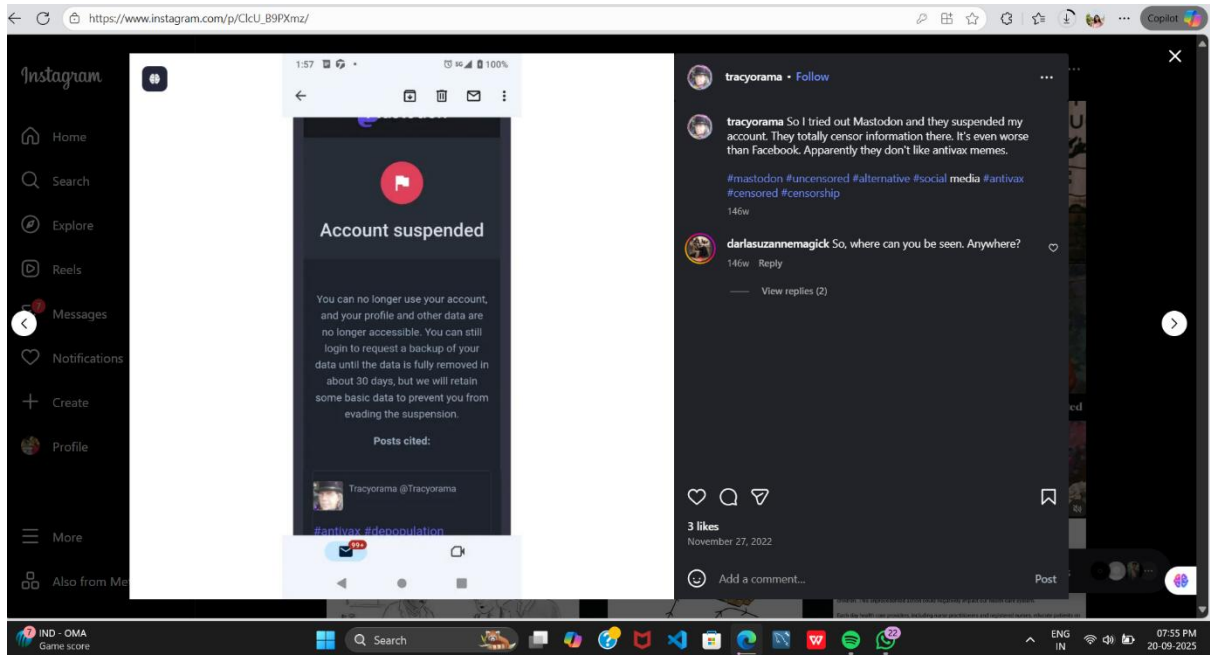 https://www.instagram.com/p/ClcU_B9PXmz/
Copilot
Instagram
Home
Search
Explore
Reels
7
Messages
Notifications
Create
Profile
More
Also from Me
1:57
5G
100%
Account suspended
You can no longer use your account,
and your profile and other data are
no longer accessible. You can still
login to request a backup of your
data until the data is fully removed in
about 30 days, but we will retain
some basic data to prevent you from
evading the suspension.
Posts cited:
Tracyorama @Tracyorama
#antivax #depopulation
99+
tracyorama • Follow
tracyorama So I tried out Mastodon and they suspended my
account. They totally censor information there. It's even worse
than Facebook. Apparently they don't like antivax memes.
#mastodon #uncensored #alternative #social media #antivax
#censored #censorship
146w
darlasuzannemagick So, where can you be seen. Anywhere?
146w Reply
View replies (2)
3 likes
November 27, 2022
Add a comment...
Post
7
IND - OMA
Game score
Search
22
ENG
IN
07:55 PM
20-09-2025